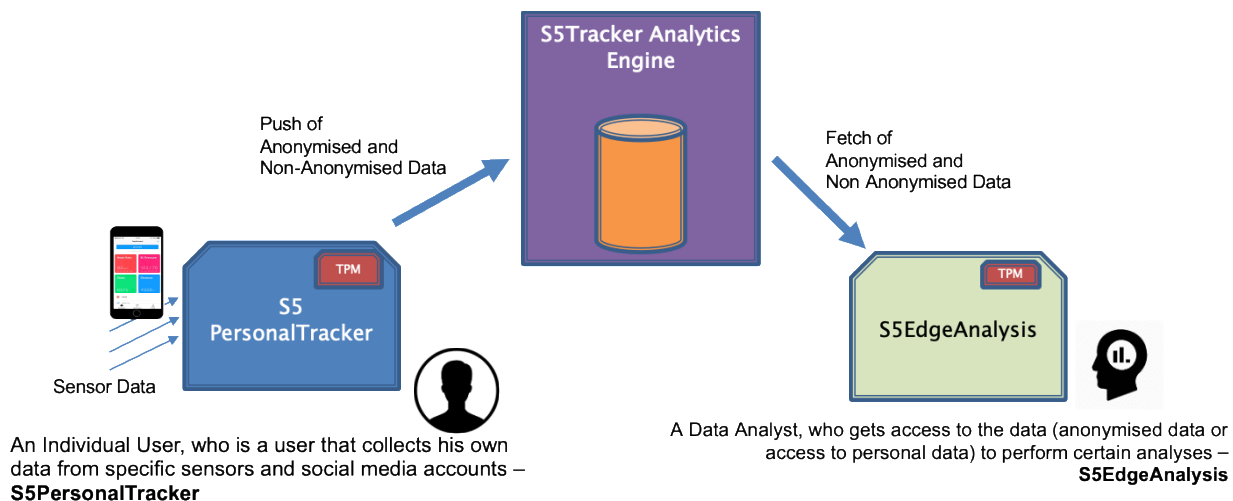 S5Tracker Analytics
Engine
Push of
Anonymised and
Non-Anonymised Data
Fetch of
Anonymised and
Non Anonymised Data
TPM
S5
PersonalTracker
Sensor Data
TPM
S5EdgeAnalysis
An Individual User, who is a user that collects his own
data from specific sensors and social media accounts –
S5PersonalTracker
A Data Analyst, who gets access to the data (anonymised data or
access to personal data) to perform certain analyses –
S5EdgeAnalysis